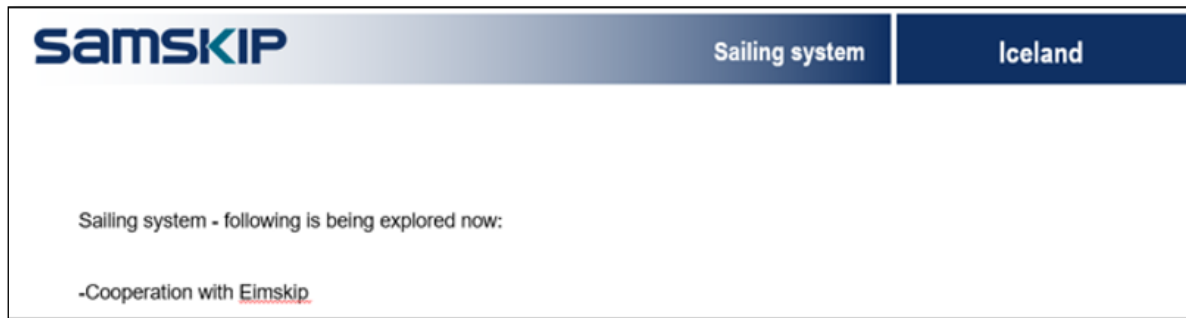 SAMSKIP
Sailing system
Iceland
Sailing system - following is being explored now:
-Cooperation with Eimskip